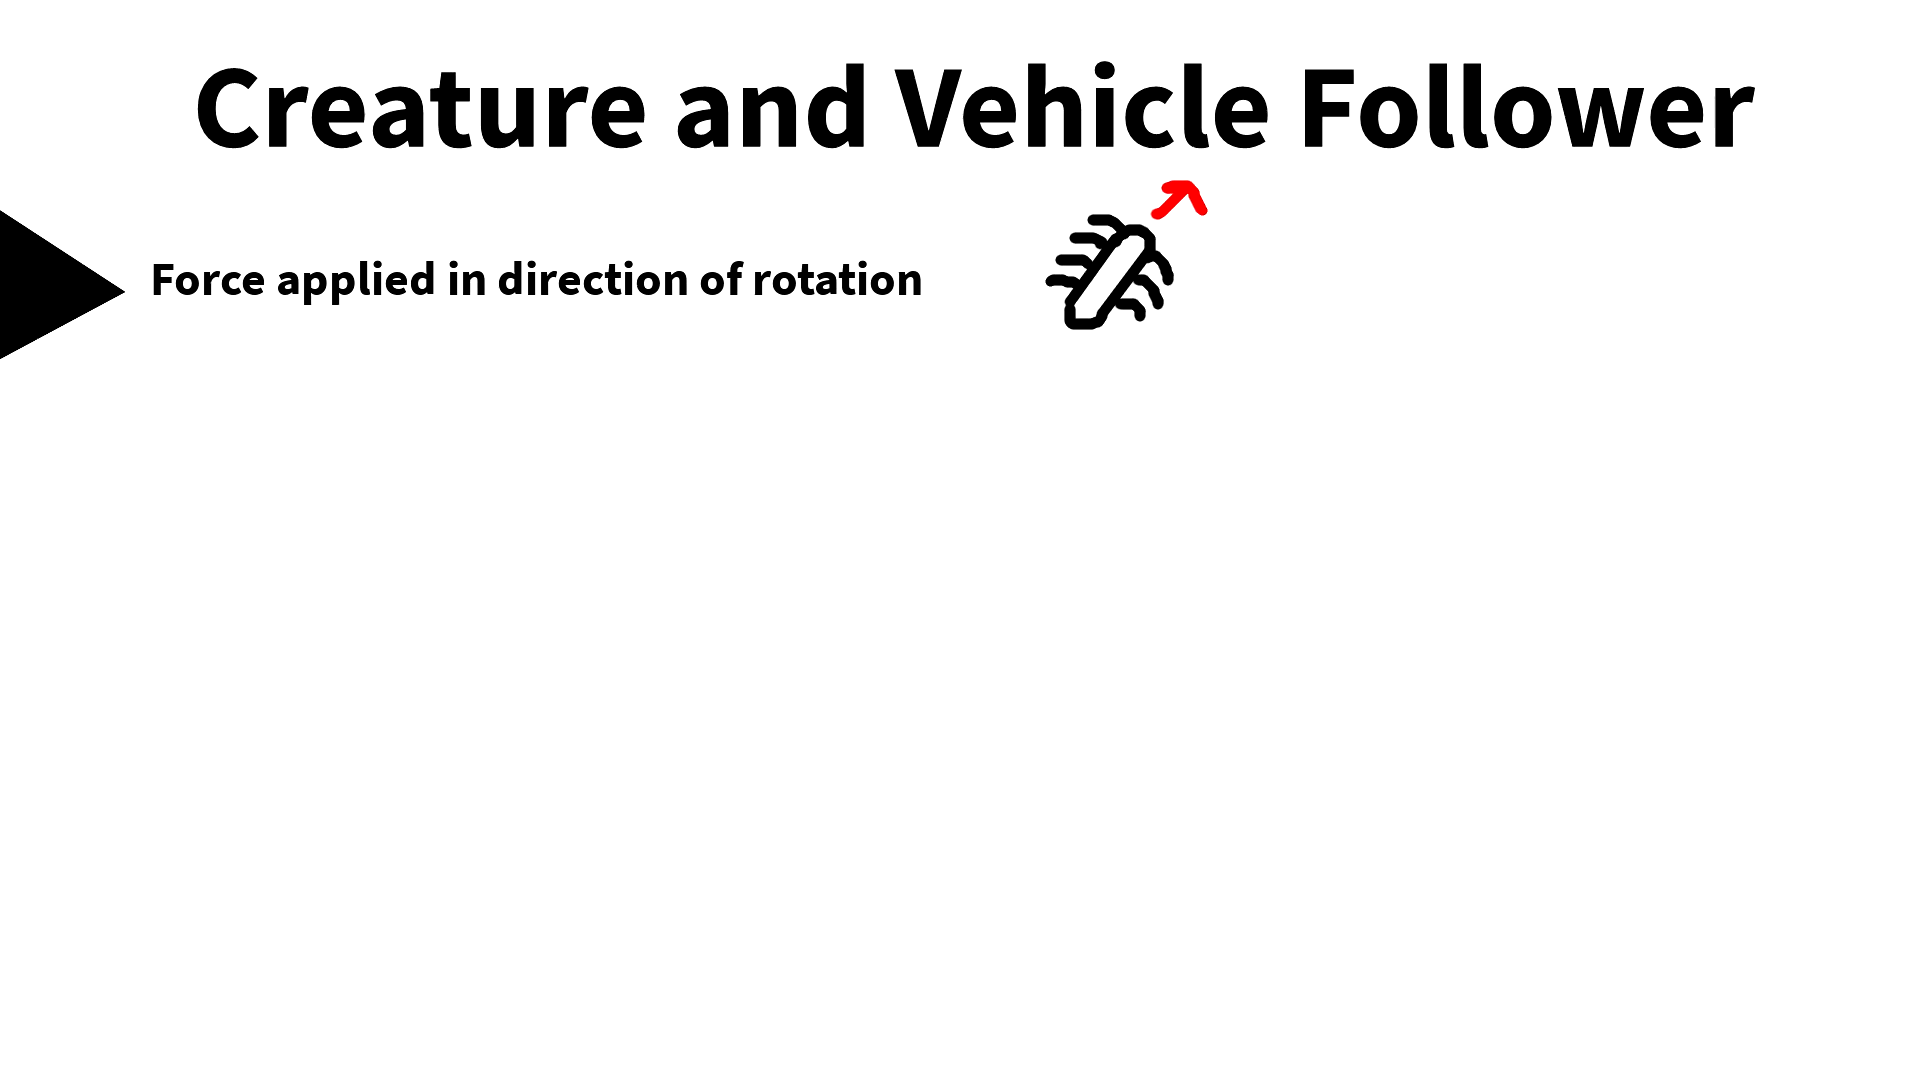 Creature and Vehicle Follower
Force applied in direction of rotation